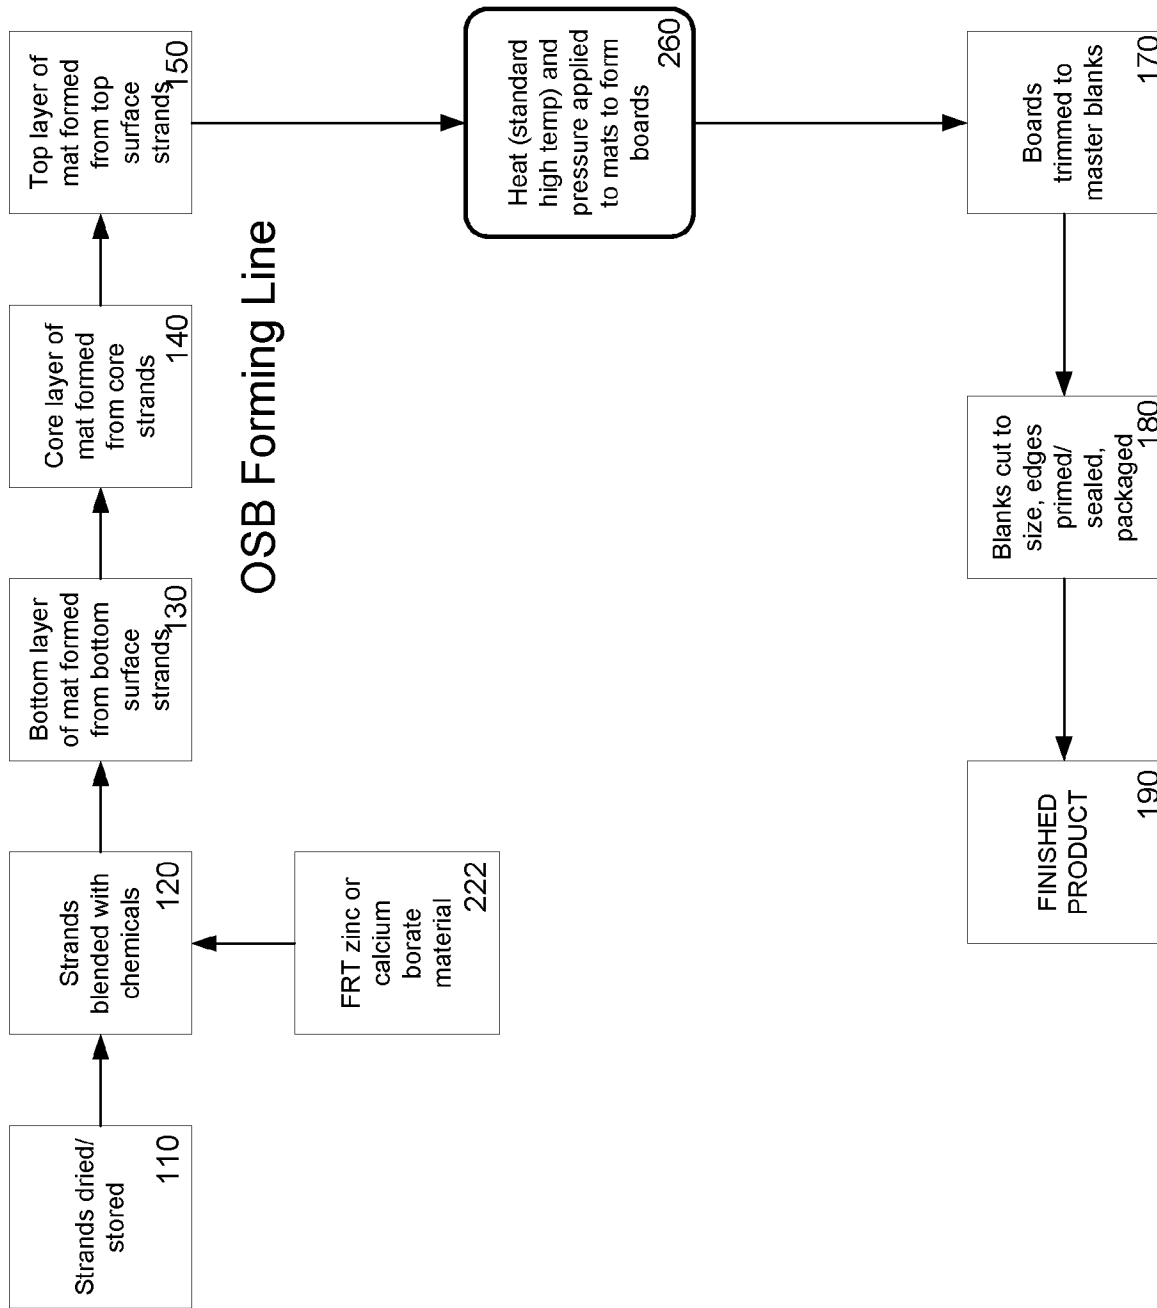 Strands dried/
stored
110
Strands
blended with
chemicals
120
FRT zinc or
calcium
borate
material
222
Bottom layer
of mat formed
from bottom
surface
strands
130
Core layer of
mat formed
from core
strands
140
Top layer of
mat formed
from top
surface
strands
150
OSB Forming Line
Heat (standard
high temp) and
pressure applied
to mats to form
boards
260
Boards
trimmed to
master blanks
170
Blanks cut to
size, edges
primed/
sealed,
packaged
180
FINISHED
PRODUCT
190